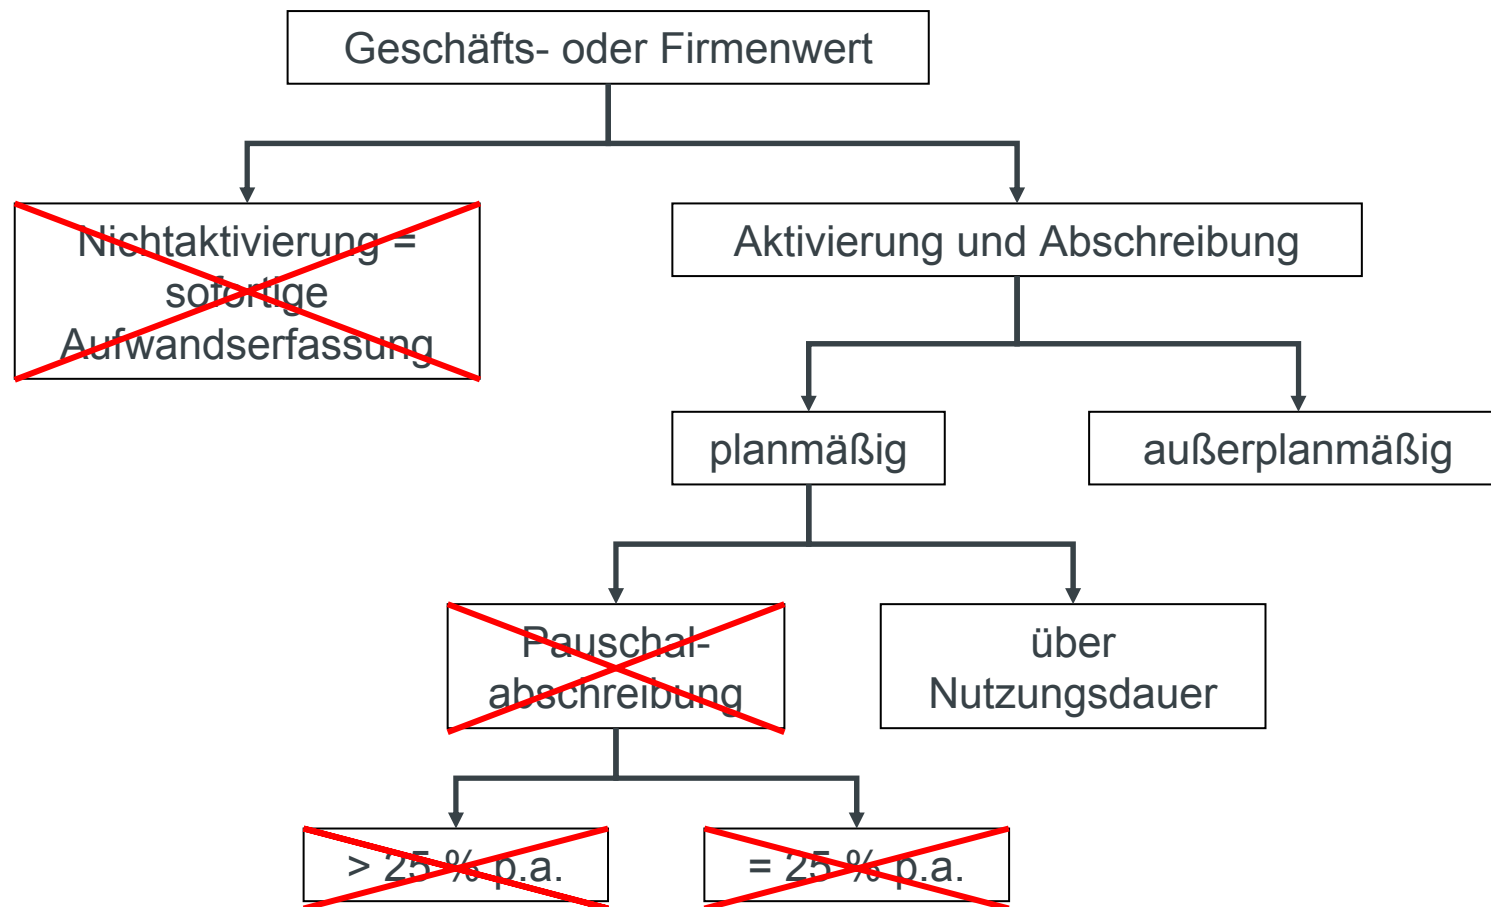 Geschäfts- oder Firmenwert
Nichtaktivierung =
sofortige
Aufwandserfassung
Aktivierung und Abschreibung
planmäßig
außerplanmäßig
Pauschal-
abschreibung
über
Nutzungsdauer
> 25 % p.a.
= 25 % p.a.